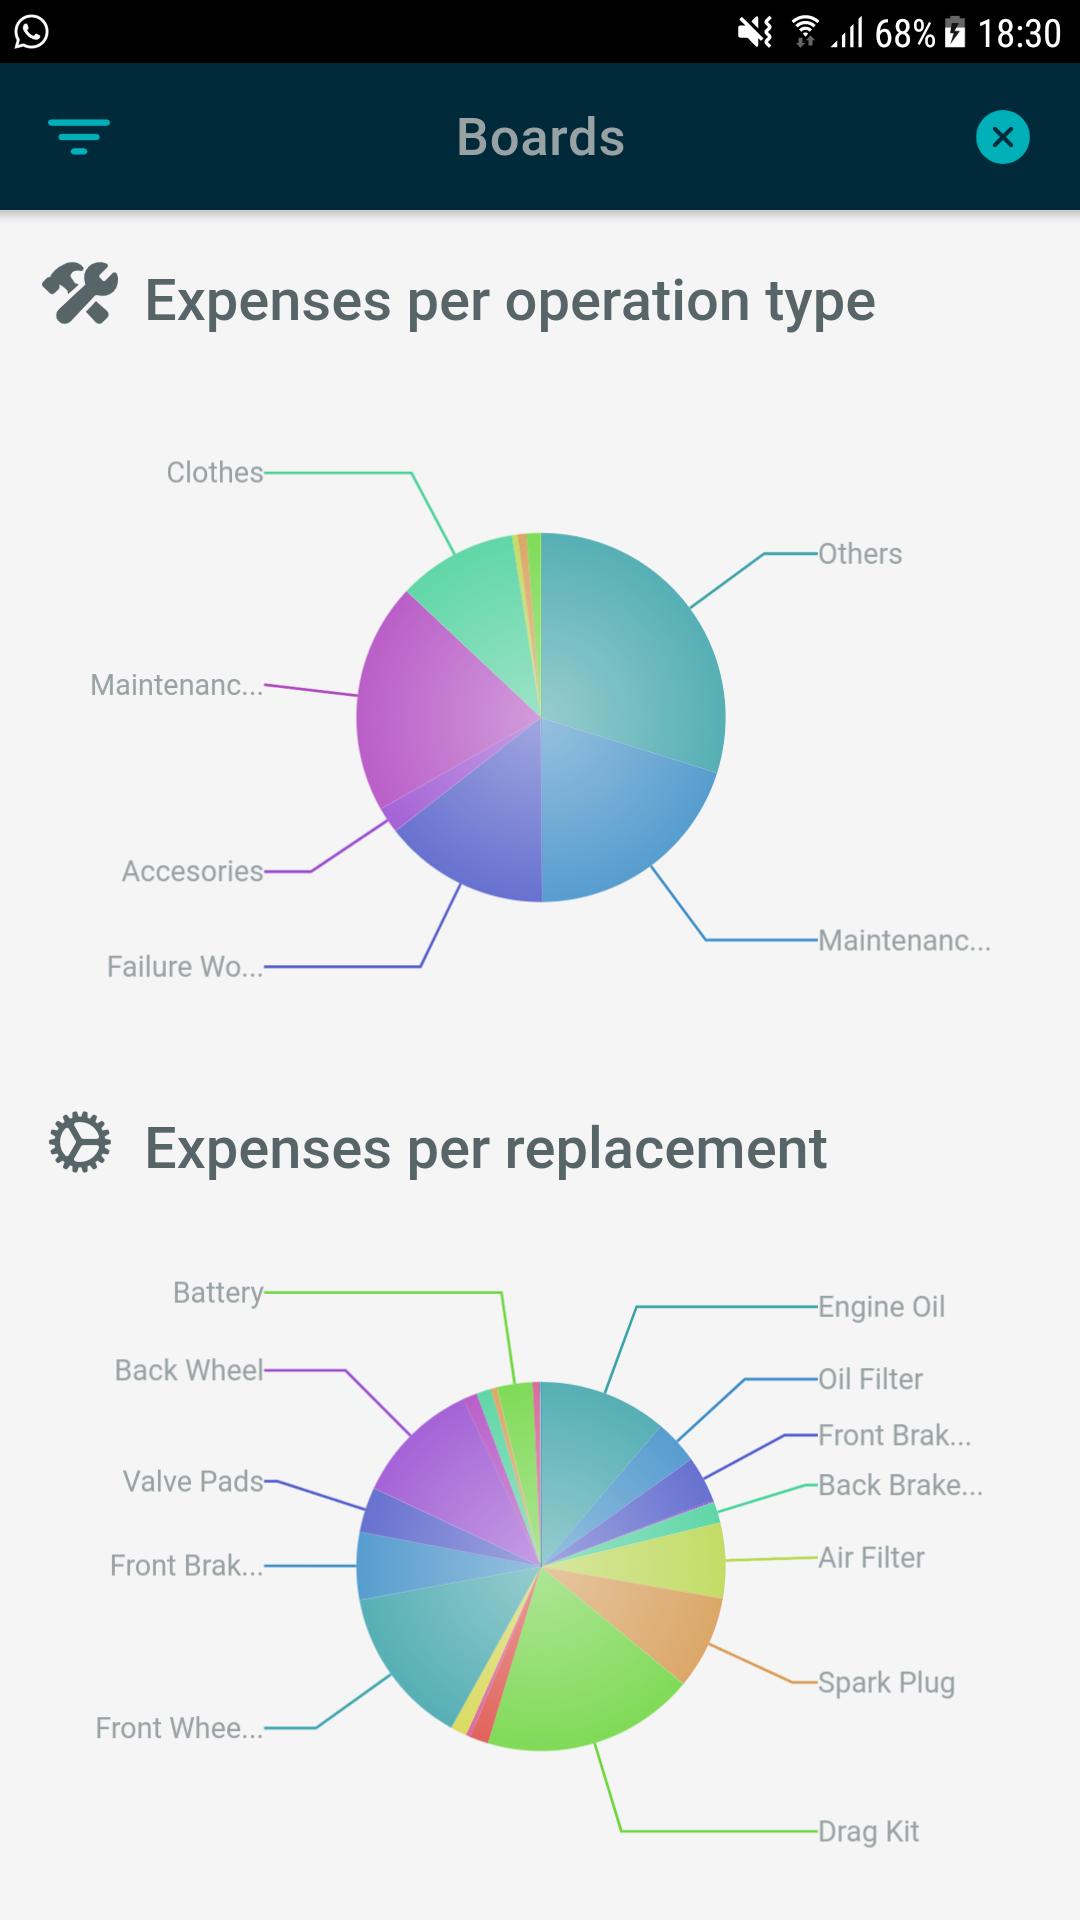 68% 18:30
Boards
Expenses per operation type
Clothes
Others
Maintenanc...
Accesories
Maintenanc...
Failure Wo...
Expenses per replacement
Battery
Engine Oil
Back Wheel
Oil Filter
Front Brak...
Valve Pads
Back Brake...
Front Brak...
Air Filter
Spark Plug
Front Whee...
Drag Kit